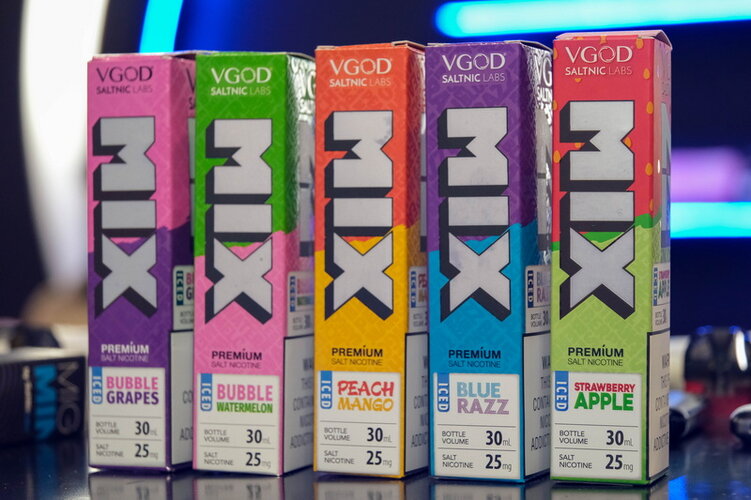 VGOD
SALTNIC LABS
MIX
PREMIUM
SALT NICOTINE
ICED
BUBBLE
GRAPES
BOTTLE
VOLUME 30mL
SALT
NICOTINE 25mg
VGOD
SALTNIC LABS
MIX
PREMIUM
SALT NICOTINE
ICED
BUBBLE
WATERMELON
BOTTLE
VOLUME 30mL
SALT
NICOTINE 25mg
VGOD
SALTNIC LABS
MIX
PREMIUM
SALT NICOTINE
ICED
PEACH
MANGO
BOTTLE
VOLUME 30mL
SALT
NICOTINE 25mg
VGOD
SALTNIC LABS
MIX
PREMIUM
SALT NICOTINE
ICED
BLUE
RAZZ
BOTTLE
VOLUME 30mL
SALT
NICOTINE 25mg
VGOD
SALTNIC LABS
MIX
PREMIUM
SALT NICOTINE
ICED
STRAWBERRY
APPLE
BOTTLE
VOLUME 30mL
SALT
NICOTINE 25mg